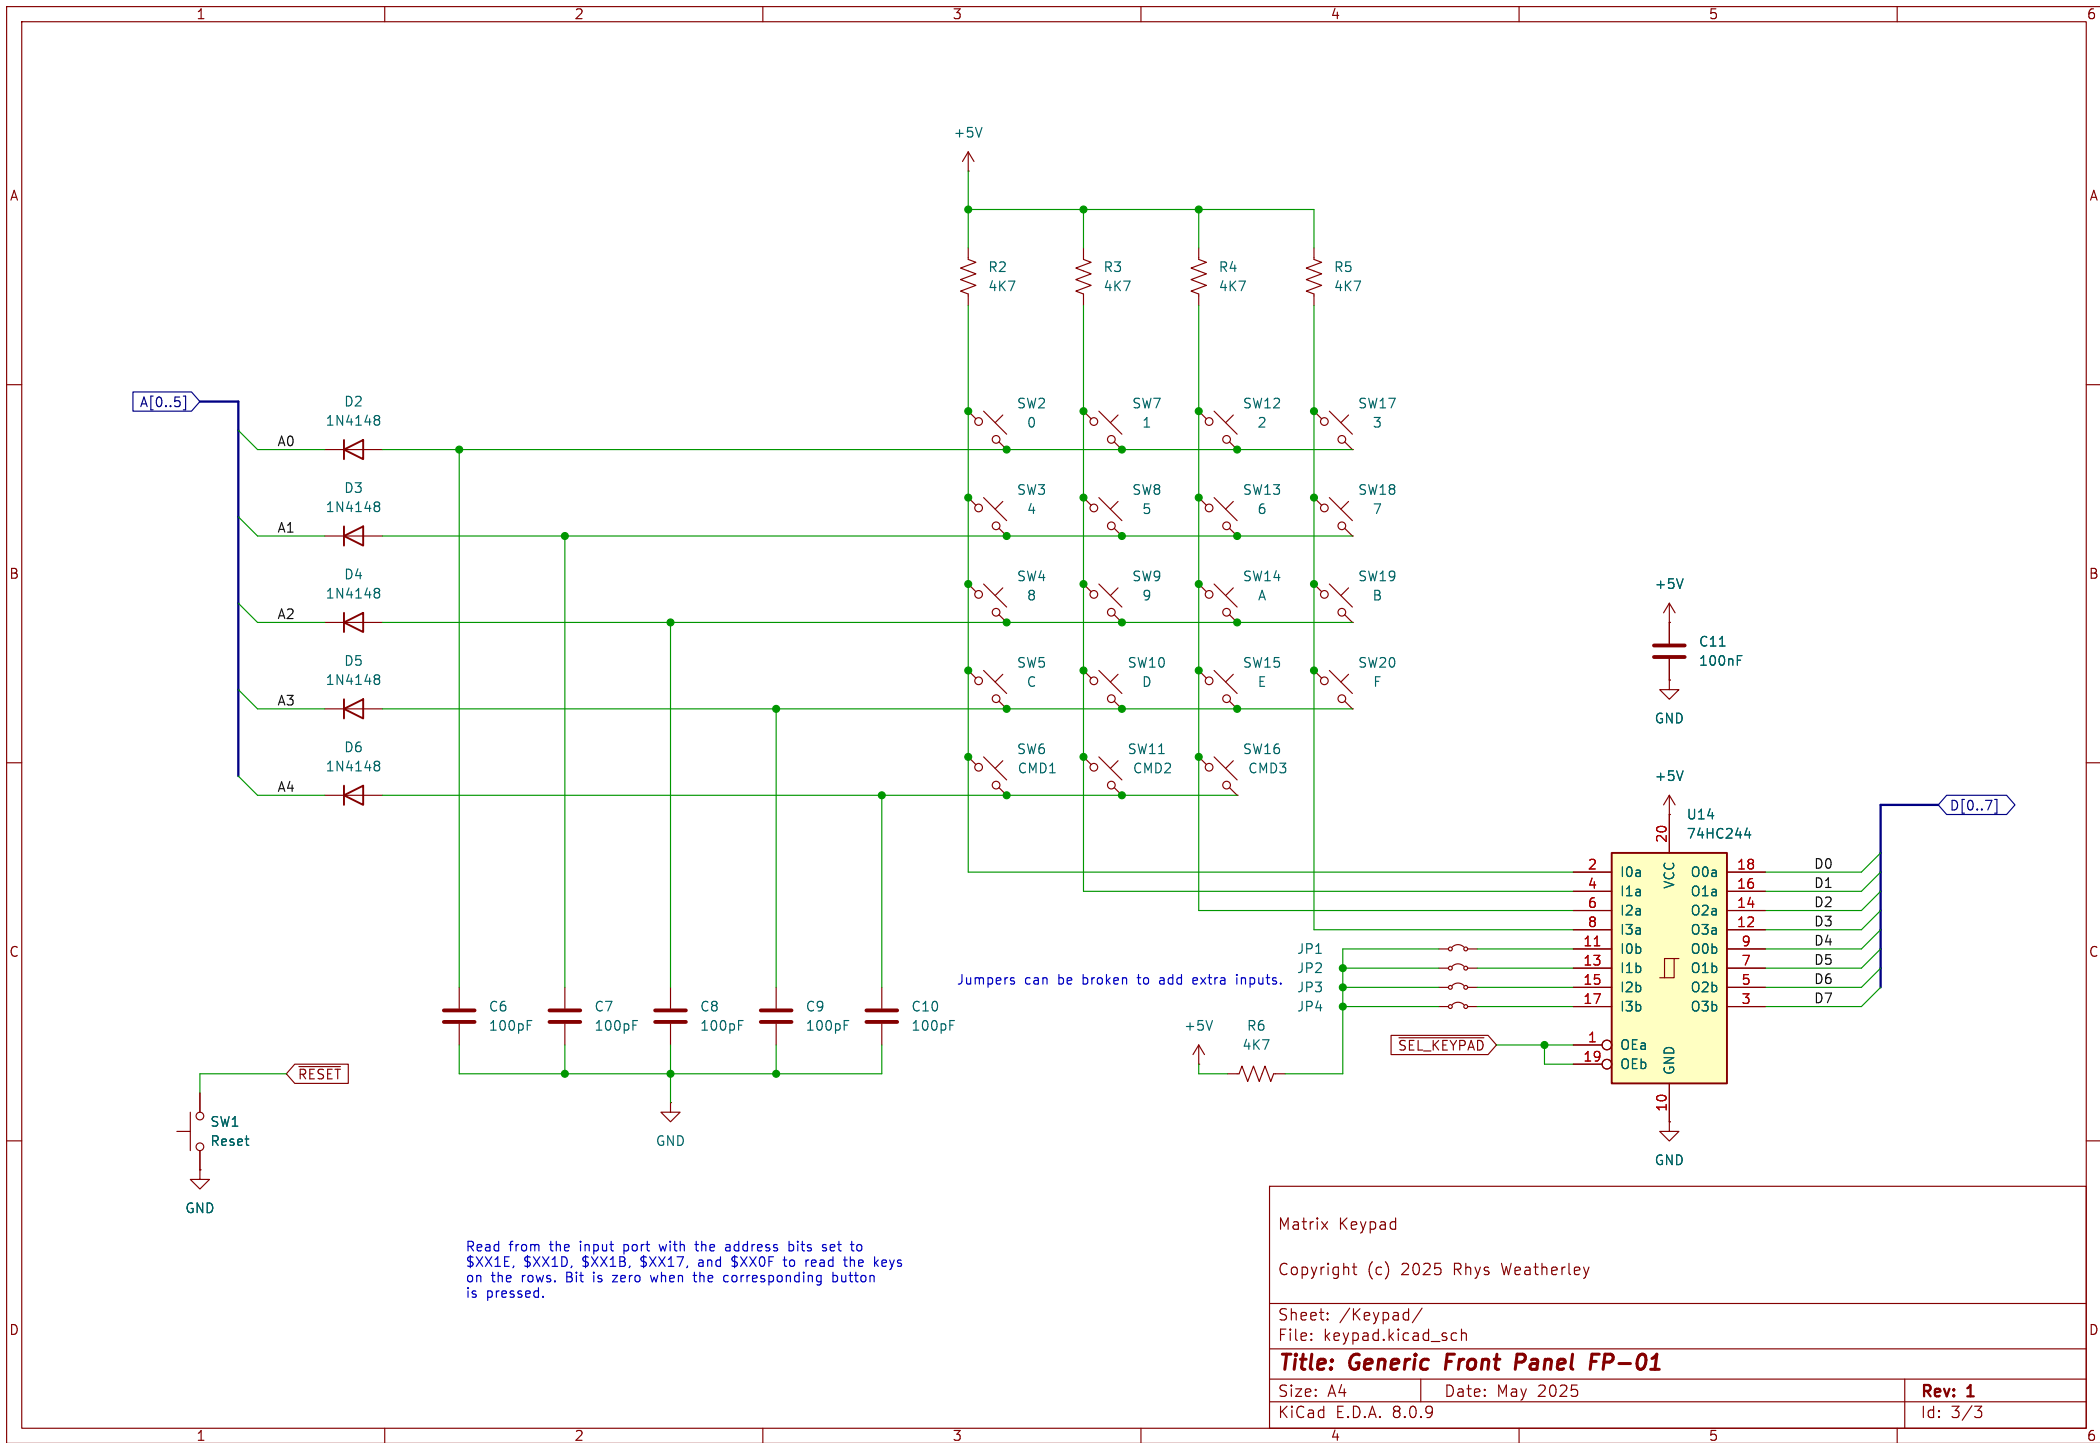 1 2 3 4 5 6
A
A
B
B
C
C
D
D
+5V
R2
4K7
R3
4K7
R4
4K7
R5
4K7
A[0..5]
D2
1N4148
A0
D3
1N4148
A1
D4
1N4148
A2
D5
1N4148
A3
D6
1N4148
A4
SW2
0
SW7
1
SW12
2
SW17
3
SW3
4
SW8
5
SW13
6
SW18
7
SW4
8
SW9
9
SW14
A
SW19
B
SW5
C
SW10
D
SW15
E
SW20
F
SW6
CMD1
SW11
CMD2
SW16
CMD3
+5V
C11
100nF
GND
+5V
U14
74HC244
20
VCC
2 I0a O0a 18 D0
4 I1a O1a 16 D1
6 I2a O2a 14 D2
8 I3a O3a 12 D3
11 I0b O0b 9 D4
13 I1b O1b 7 D5
15 I2b O2b 5 D6
17 I3b O3b 3 D7
1 OEa
19 OEb
GND
10
GND
D[0..7]
JP1
JP2
JP3
JP4
Jumpers can be broken to add extra inputs.
+5V
R6
4K7
SEL_KEYPAD
C6
100pF
C7
100pF
C8
100pF
C9
100pF
C10
100pF
GND
RESET
SW1
Reset
GND
Read from the input port with the address bits set to
$XX1E, $XX1D, $XX1B, $XX17, and $XX0F to read the keys
on the rows. Bit is zero when the corresponding button
is pressed.
Matrix Keypad
Copyright (c) 2025 Rhys Weatherley
Sheet: /Keypad/
File: keypad.kicad_sch
Title: Generic Front Panel FP-01
Size: A4 Date: May 2025 Rev: 1
KiCad E.D.A. 8.0.9 Id: 3/3
1 2 3 4 5 6